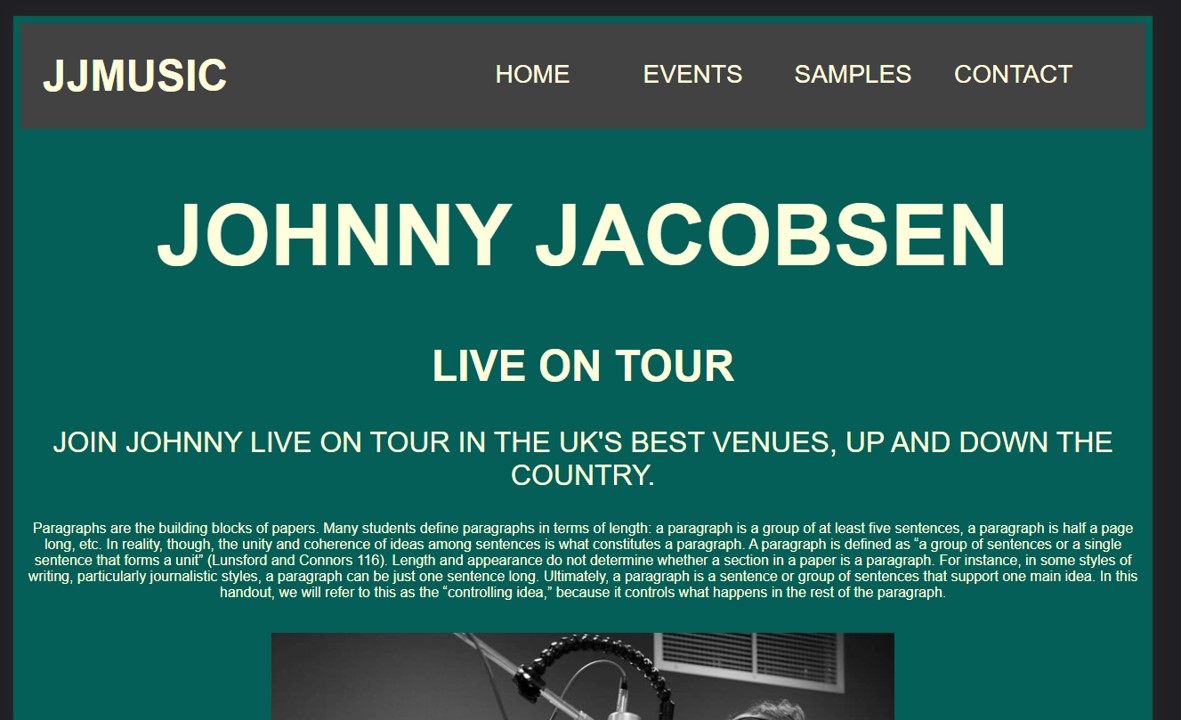 JJMUSIC
HOME EVENTS SAMPLES CONTACT
JOHNNY JACOBSEN
LIVE ON TOUR
JOIN JOHNNY LIVE ON TOUR IN THE UK'S BEST VENUES, UP AND DOWN THE
COUNTRY.
Paragraphs are the building blocks of papers. Many students define paragraphs in terms of length: a paragraph is a group of at least five sentences, a paragraph is half a page
long, etc. In reality, though, the unity and coherence of ideas among sentences is what constitutes a paragraph. A paragraph is defined as “a group of sentences or a single
sentence that forms a unit” (Lunsford and Connors 116). Length and appearance do not determine whether a section in a paper is a paragraph. For instance, in some styles of
writing, particularly journalistic styles, a paragraph can be just one sentence long. Ultimately, a paragraph is a sentence or group of sentences that support one main idea. In this
handout, we will refer to this as the “controlling idea,” because it controls what happens in the rest of the paragraph.